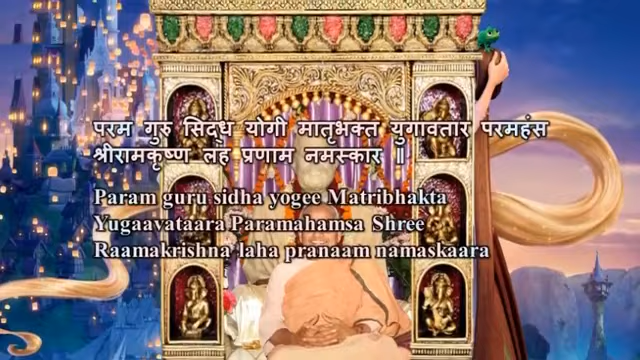 परम गुरु सिद्ध योगी मातृभक्त युगावतार परमहंस
श्रीरामकृष्ण लह प्रणाम नमस्कार ॥
Param guru sidha yogee Matribhakta
Yugaavataara Paramahamsa Shree
Raamakrishna laha pranaam namaskaara